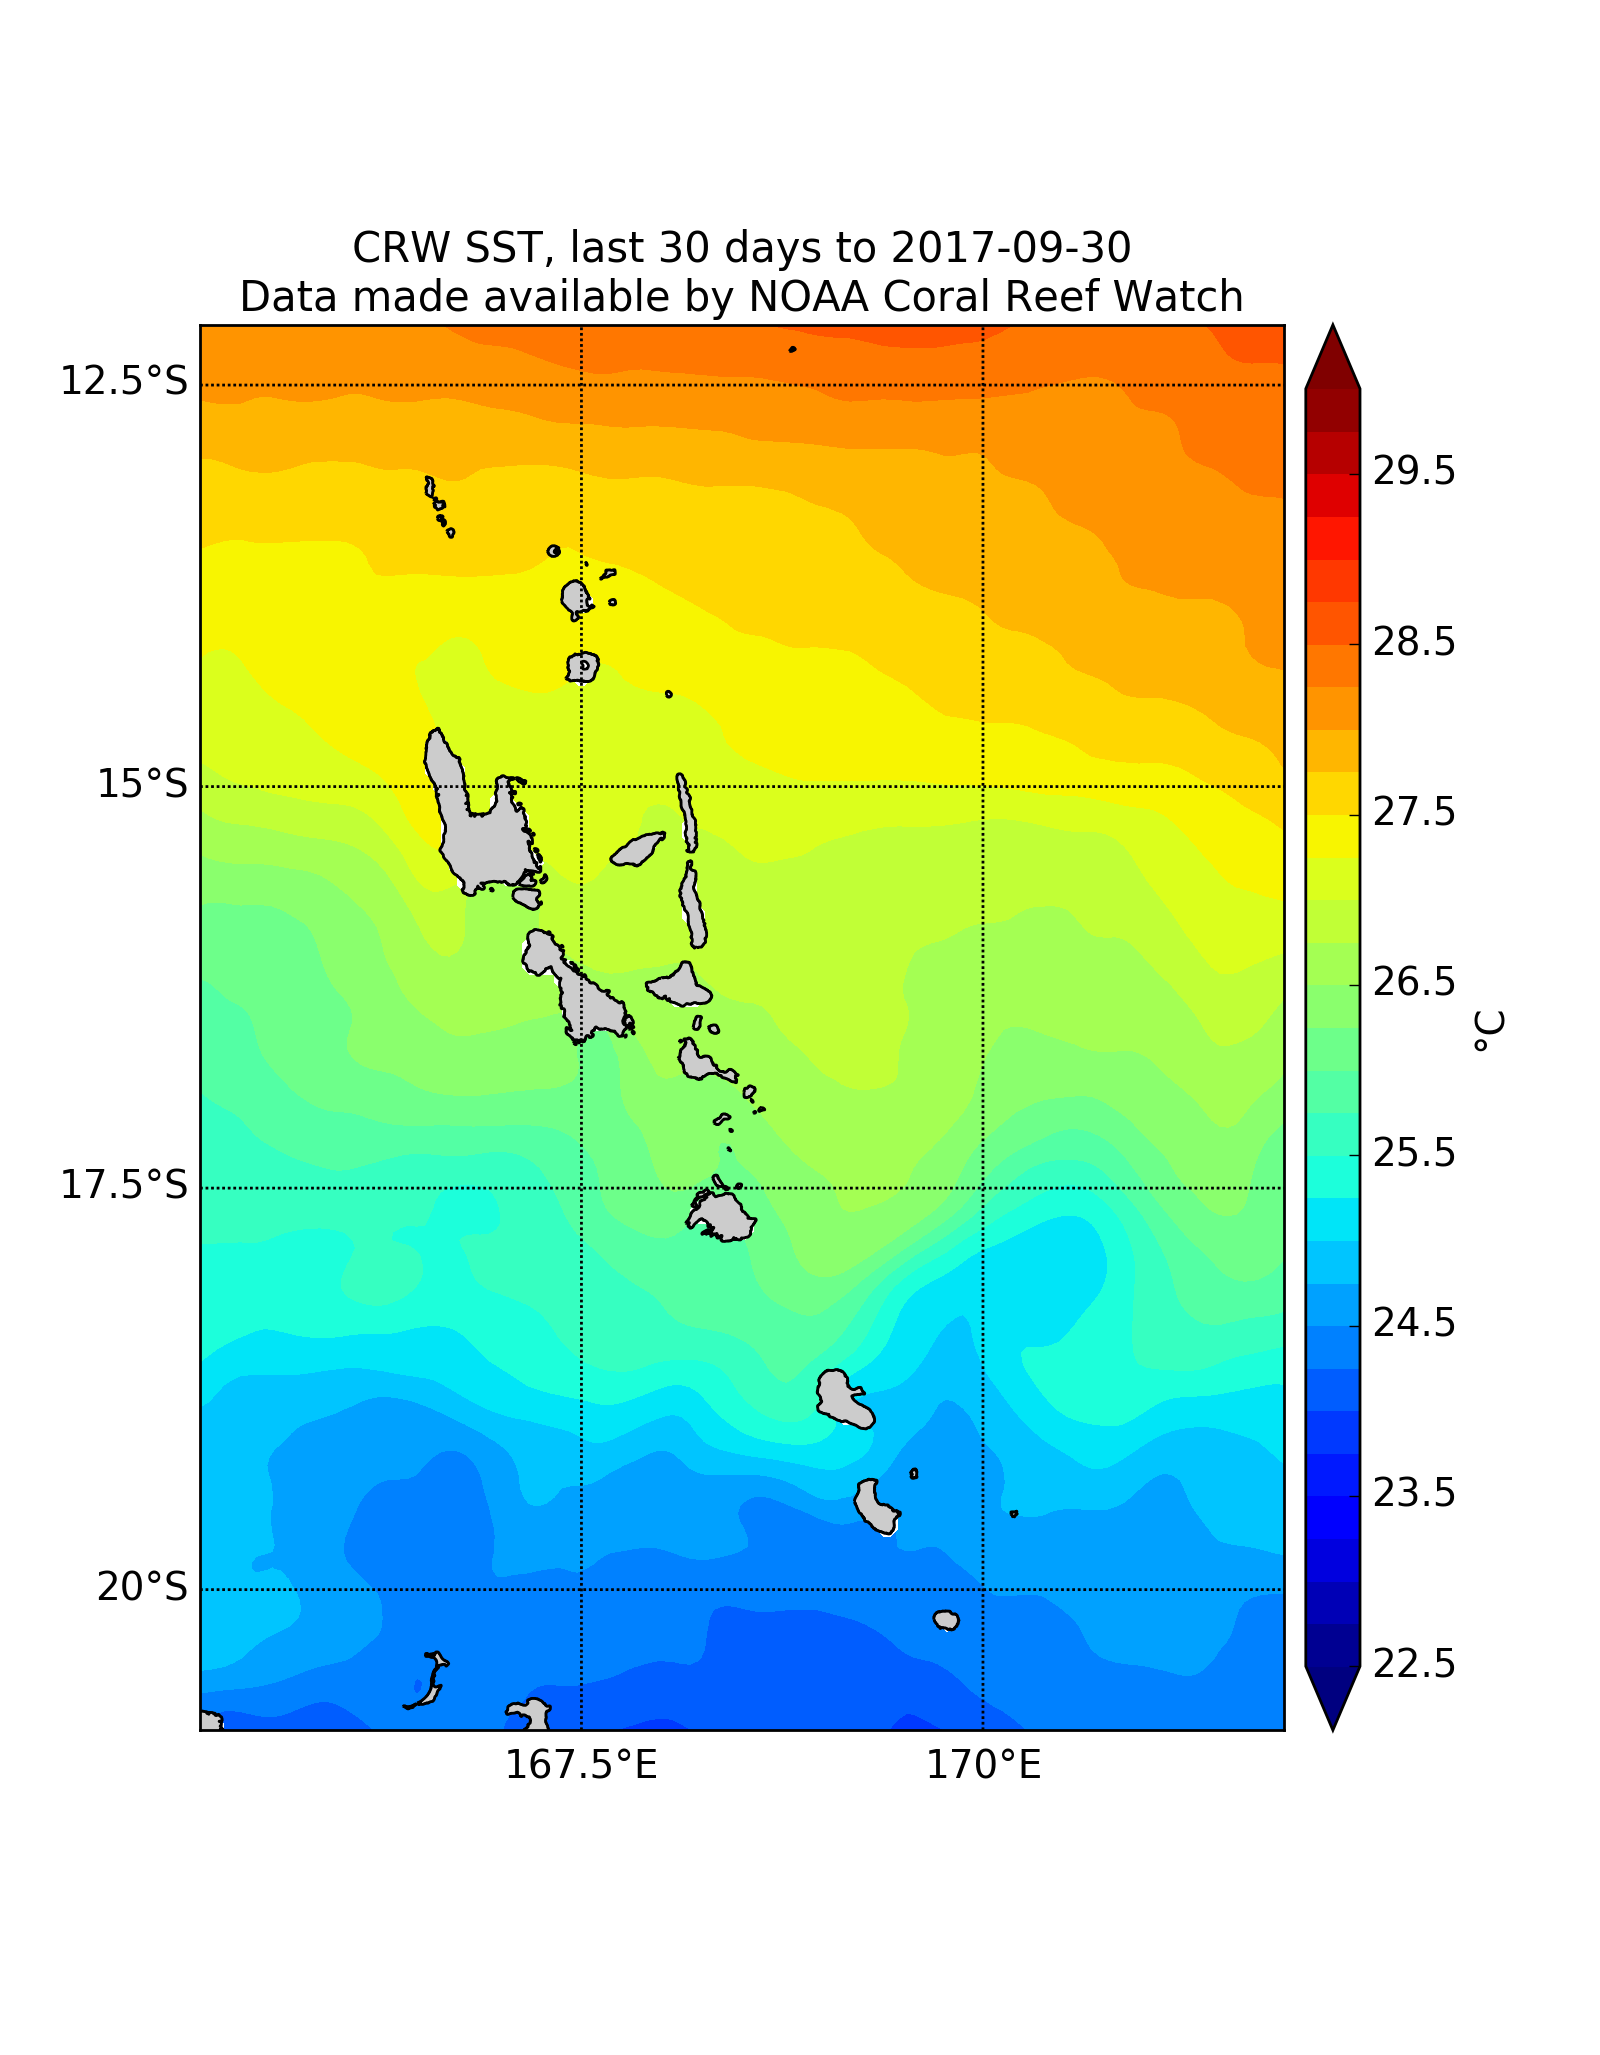 CRW SST, last 30 days to 2017-09-30
Data made available by NOAA Coral Reef Watch
12.5°S
15°S
17.5°S
20°S
167.5°E
170°E
29.5
28.5
27.5
26.5
25.5
24.5
23.5
22.5
°C